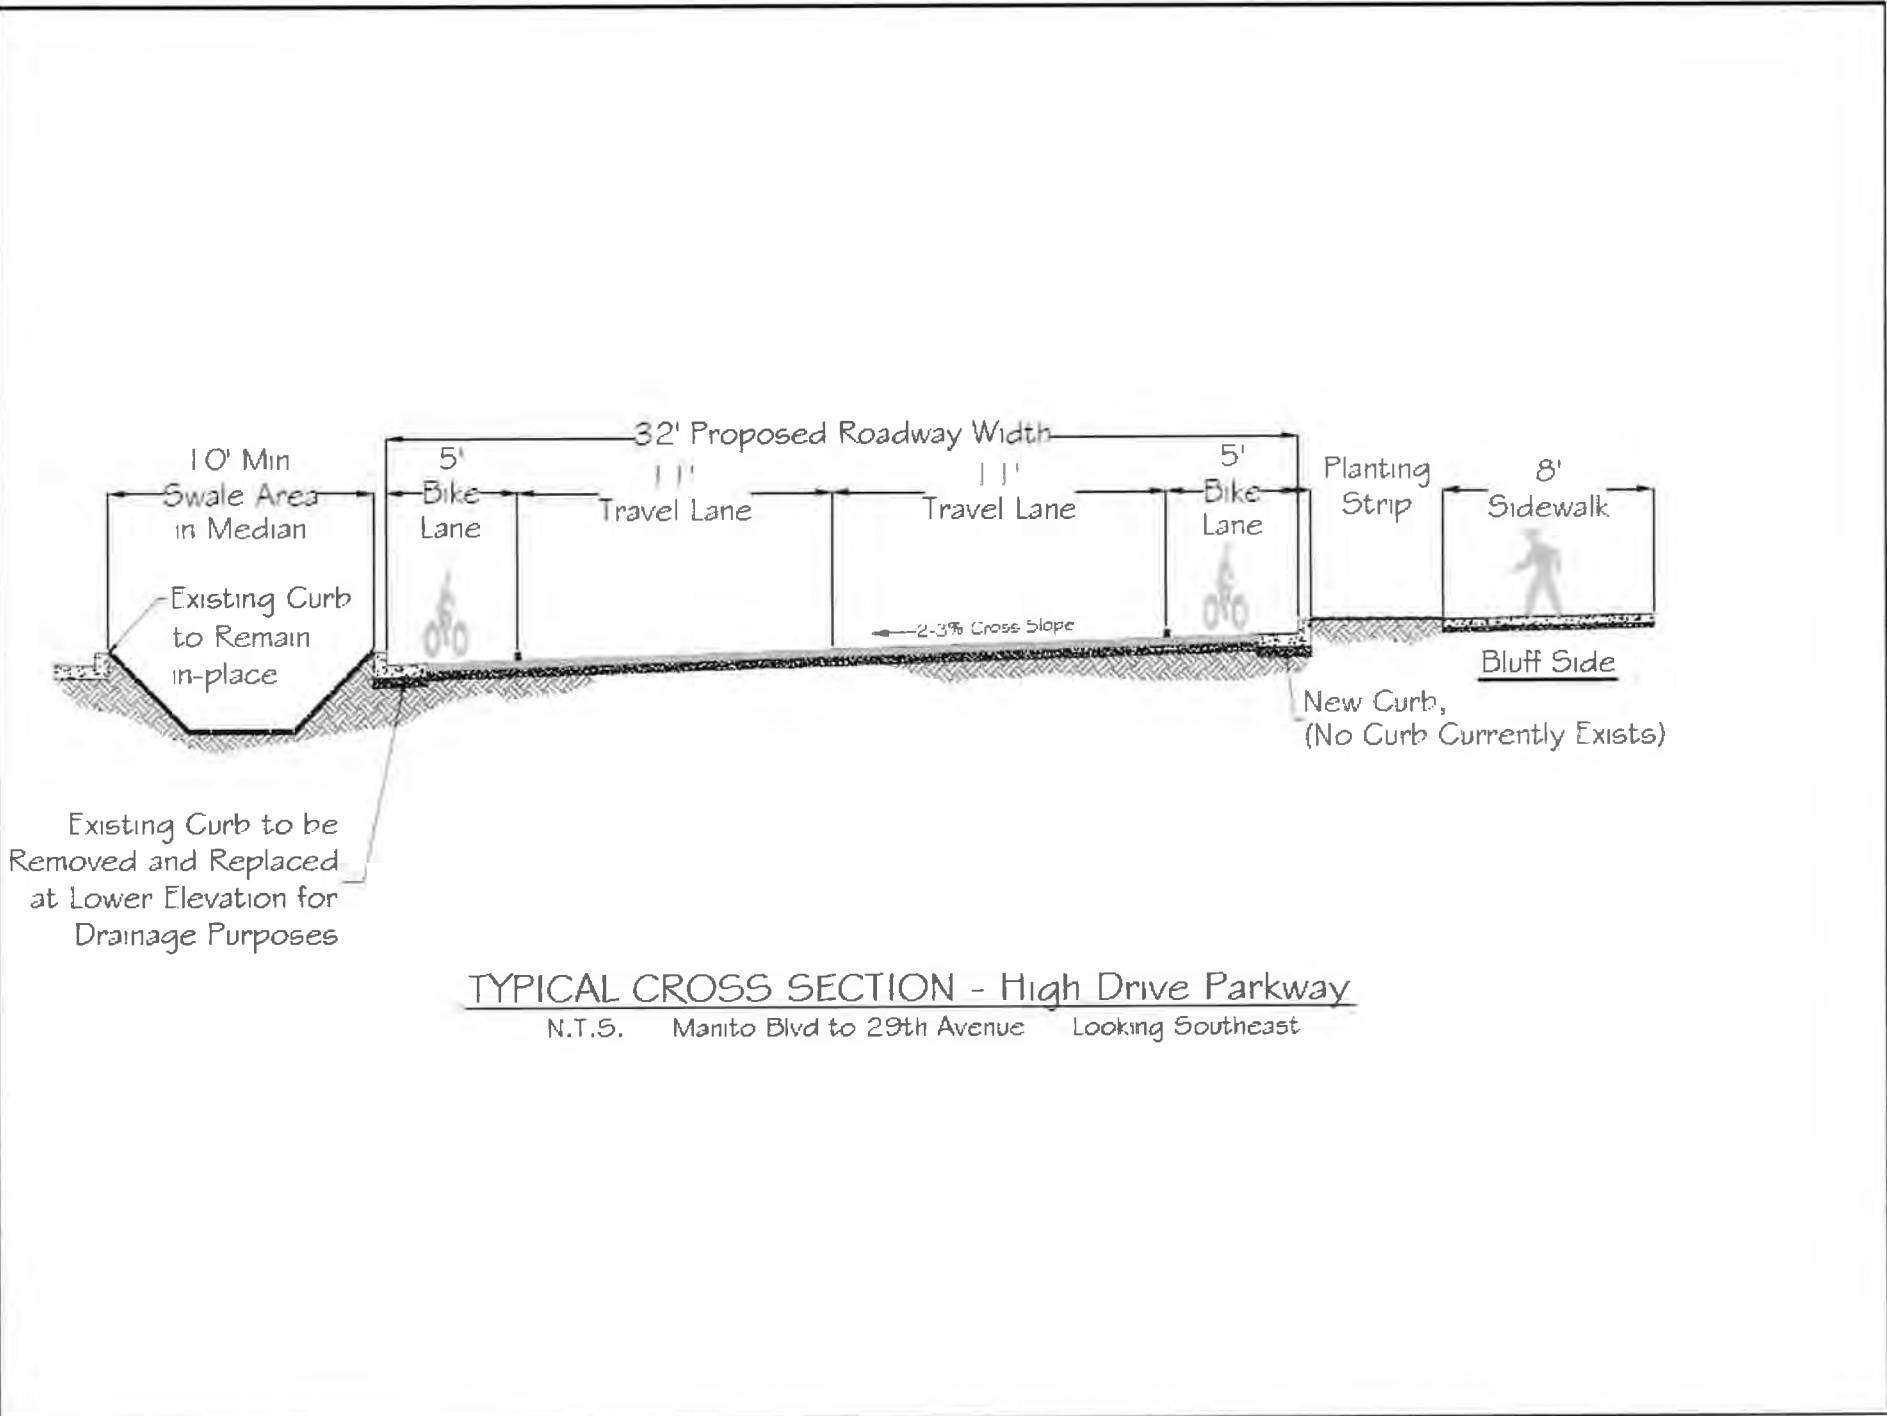 32' Proposed Roadway Width
10' Min
Swale Area
in Median
5'
Bike
Lane
11'
Travel Lane
11'
Travel Lane
5'
Bike
Lane
Planting
Strip
8'
Sidewalk
Existing Curb
to Remain
in-place
2-3% Cross Slope
Bluff Side
New Curb,
(No Curb Currently Exists)
Existing Curb to be
Removed and Replaced
at Lower Elevation for
Drainage Purposes
TYPICAL CROSS SECTION - High Drive Parkway
N.T.S. Manito Blvd to 29th Avenue Looking Southeast